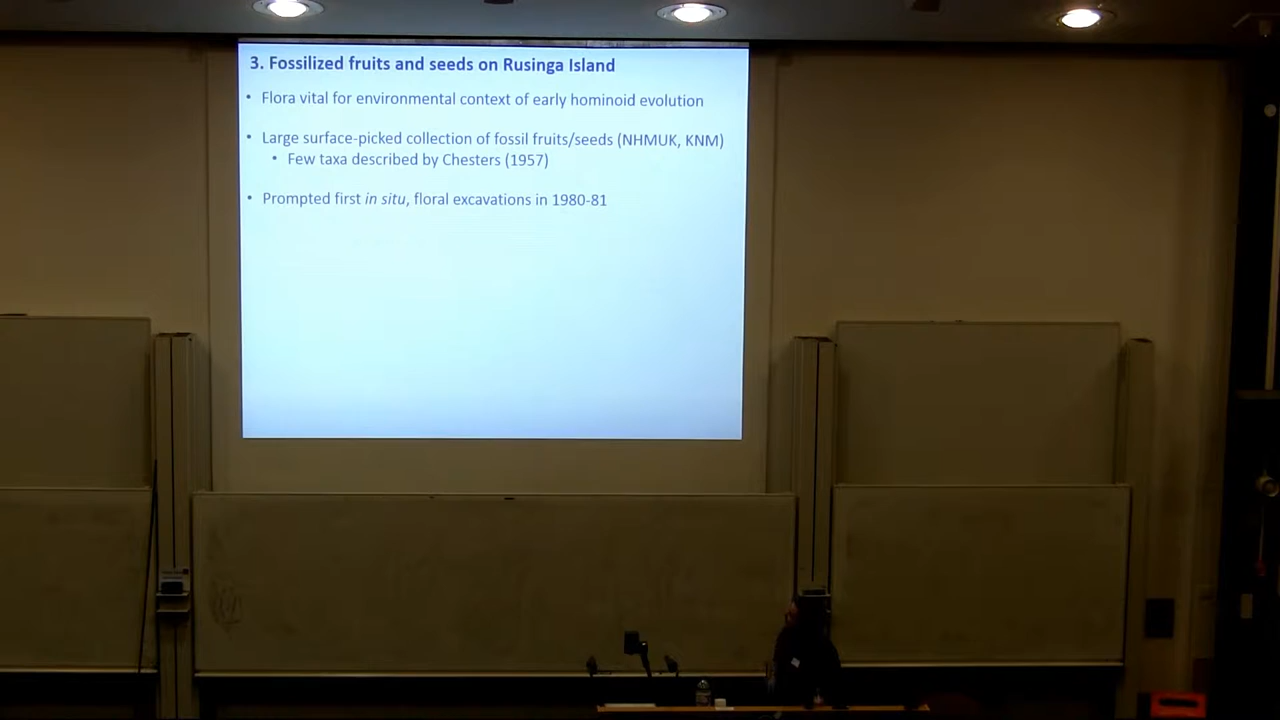 3. Fossilized fruits and seeds on Rusinga Island
• Flora vital for environmental context of early hominoid evolution
• Large surface-picked collection of fossil fruits/seeds (NHMUK, KNM)
• Few taxa described by Chesters (1957)
• Prompted first in situ, floral excavations in 1980-81